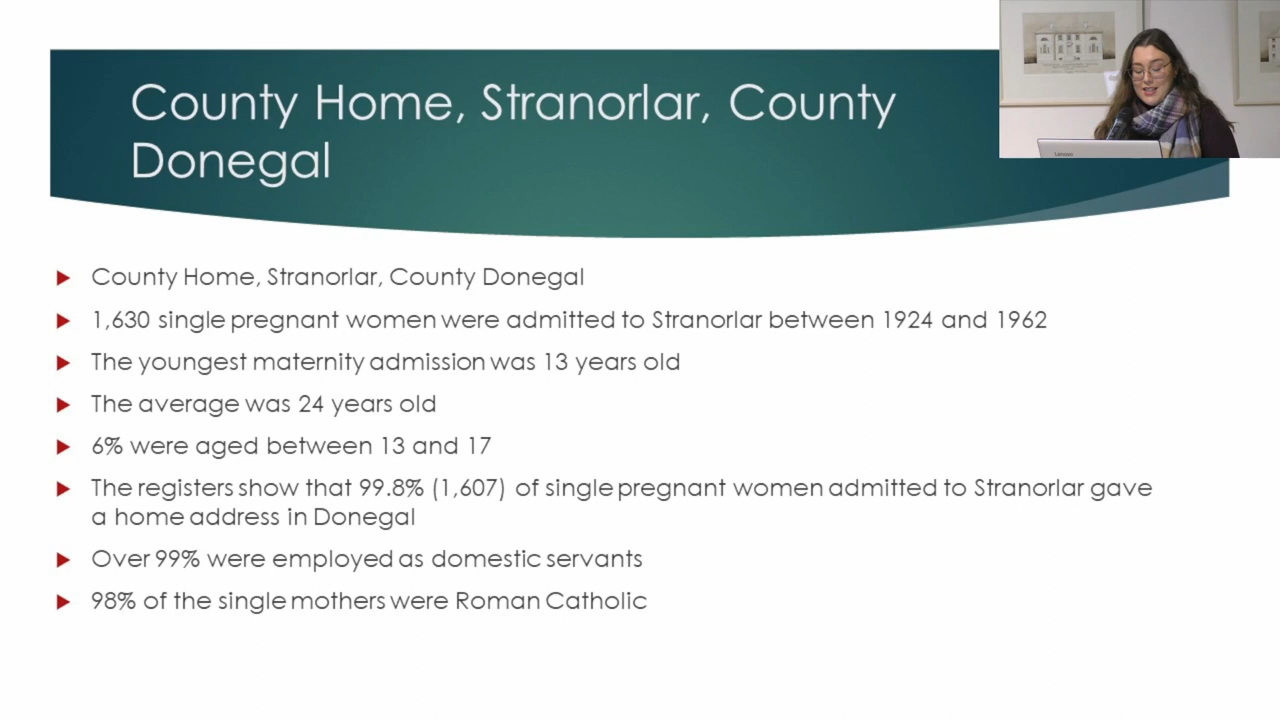 County Home, Stranorlar, County
Donegal
County Home, Stranorlar, County Donegal
1,630 single pregnant women were admitted to Stranorlar between 1924 and 1962
The youngest maternity admission was 13 years old
The average was 24 years old
6% were aged between 13 and 17
The registers show that 99.8% (1,607) of single pregnant women admitted to Stranorlar gave
a home address in Donegal
Over 99% were employed as domestic servants
98% of the single mothers were Roman Catholic
Lenovo